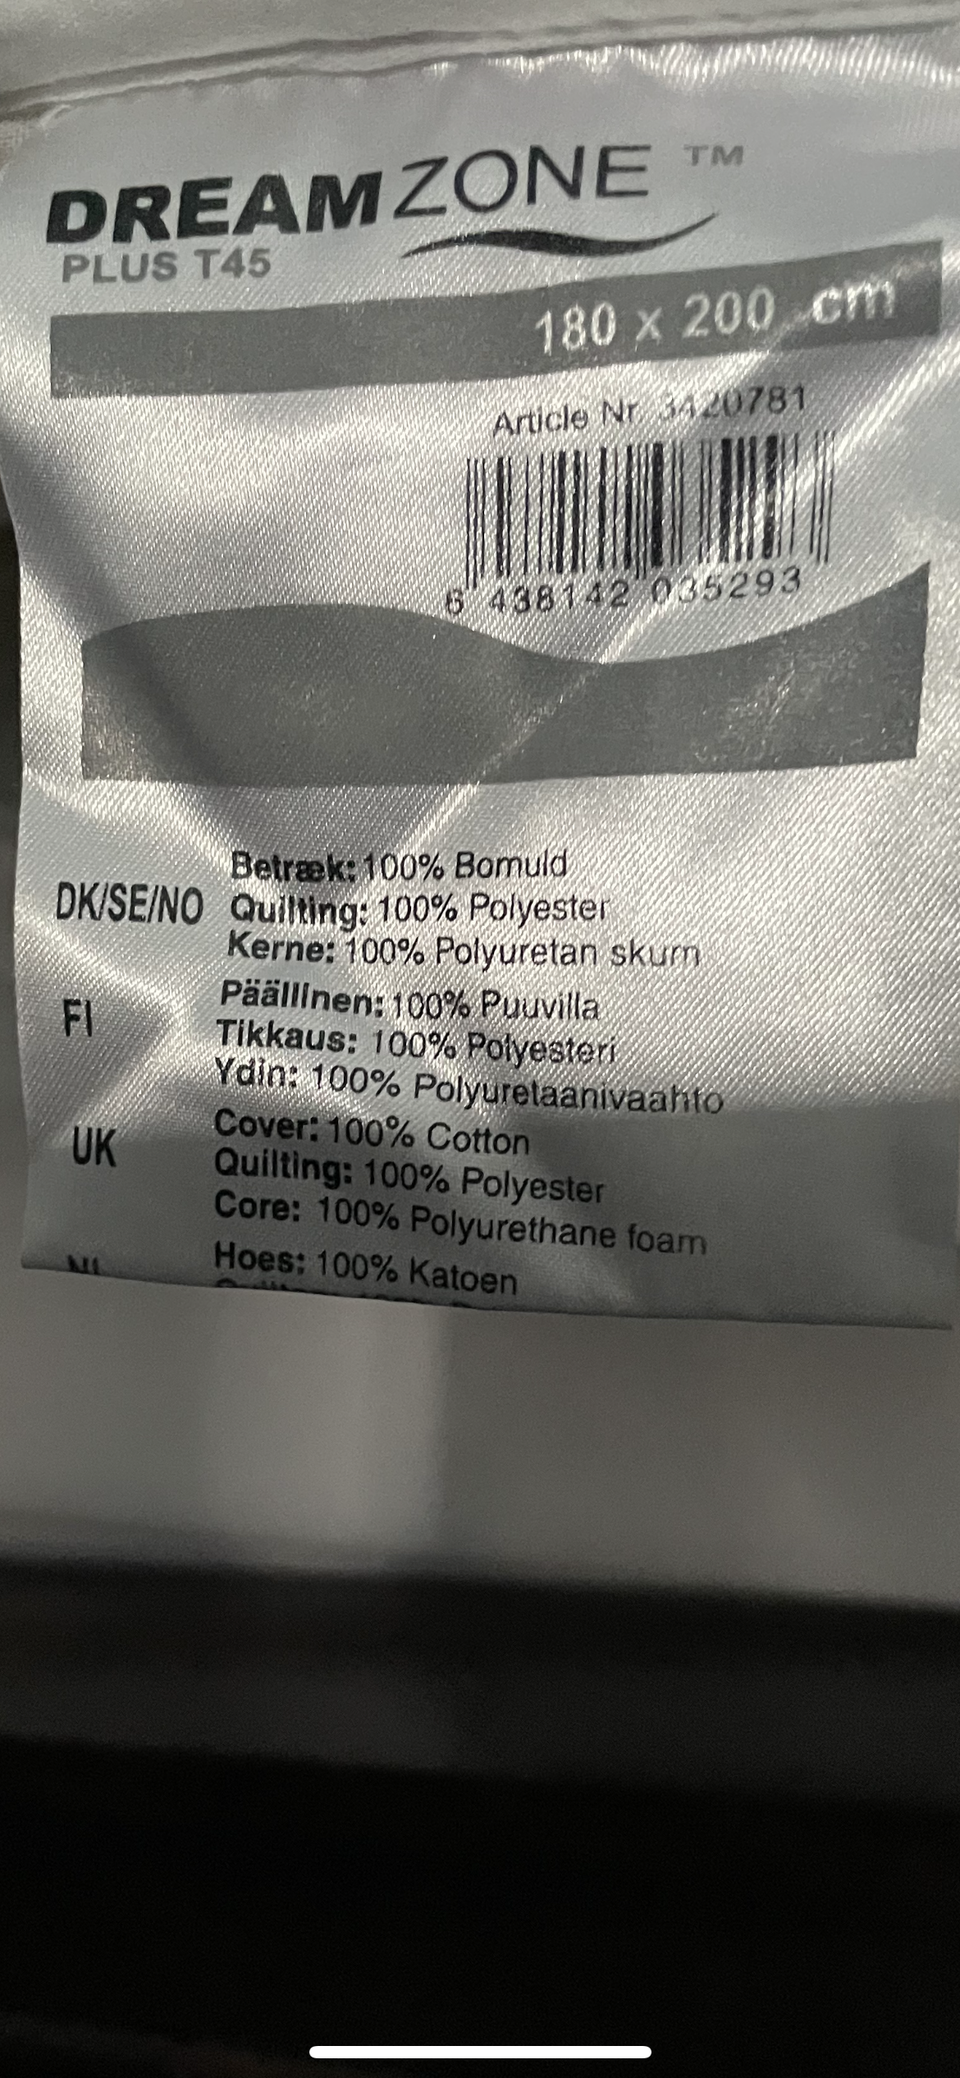 DREAMZONE ™
PLUS T45
180 x 200 cm
Article Nr. 3420781
6 438142 035293
DK/SE/NO
Betræk: 100% Bomuld
Quilting: 100% Polyester
Kerne: 100% Polyuretan skum
FI
Päällinen: 100% Puuvilla
Tikkaus: 100% Polyesteri
Ydin: 100% Polyuretaanivaahto
UK
Cover: 100% Cotton
Quilting: 100% Polyester
Core: 100% Polyurethane foam
Hoes: 100% Katoen